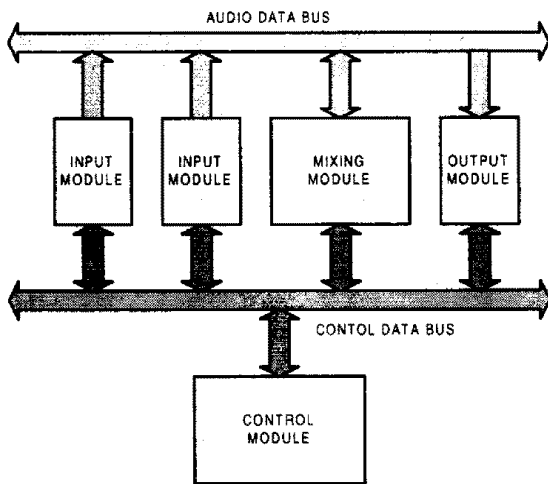 AUDIO DATA BUS
INPUT
MODULE
INPUT
MODULE
MIXING
MODULE
OUTPUT
MODULE
CONTOL DATA BUS
CONTROL
MODULE